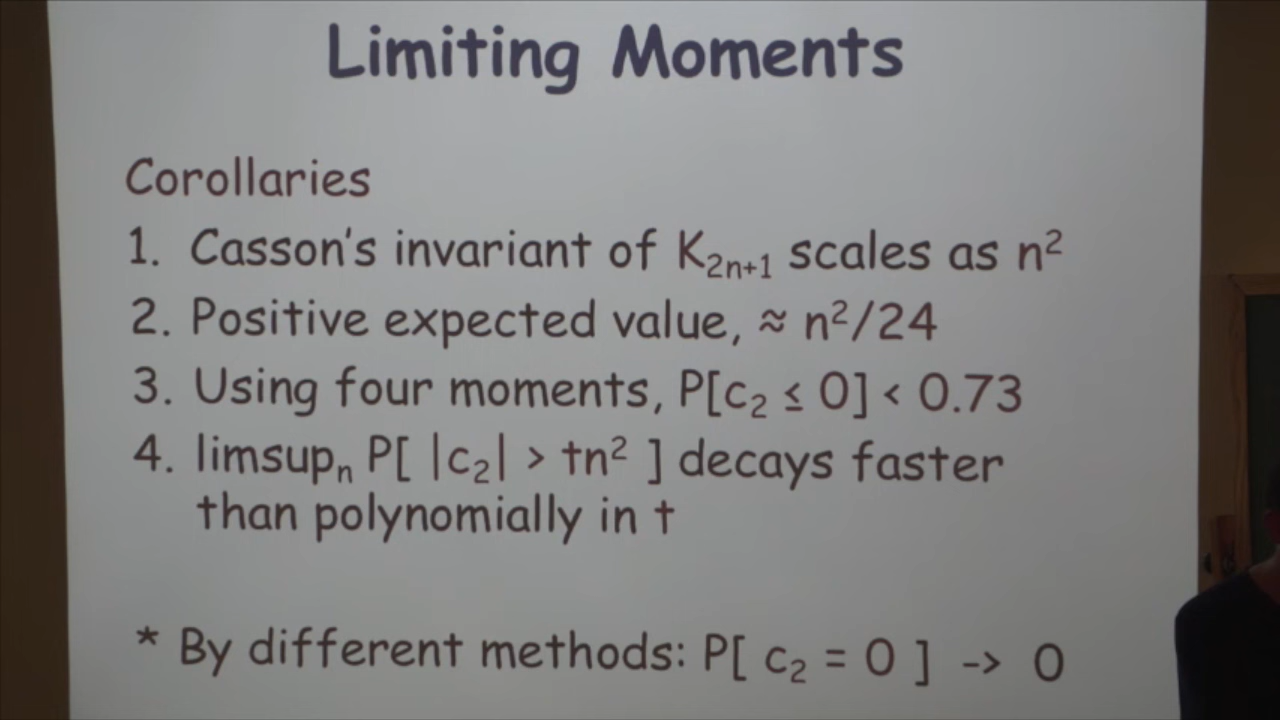 Limiting Moments
Corollaries
1. Casson's invariant of K₂ₙ₊₁ scales as n²
2. Positive expected value, ≈ n²/24
3. Using four moments, P[c₂ ≤ 0] < 0.73
4. limsupₙ P[ |c₂| > tn² ] decays faster
than polynomially in t
* By different methods: P[ c₂ = 0 ] -> 0